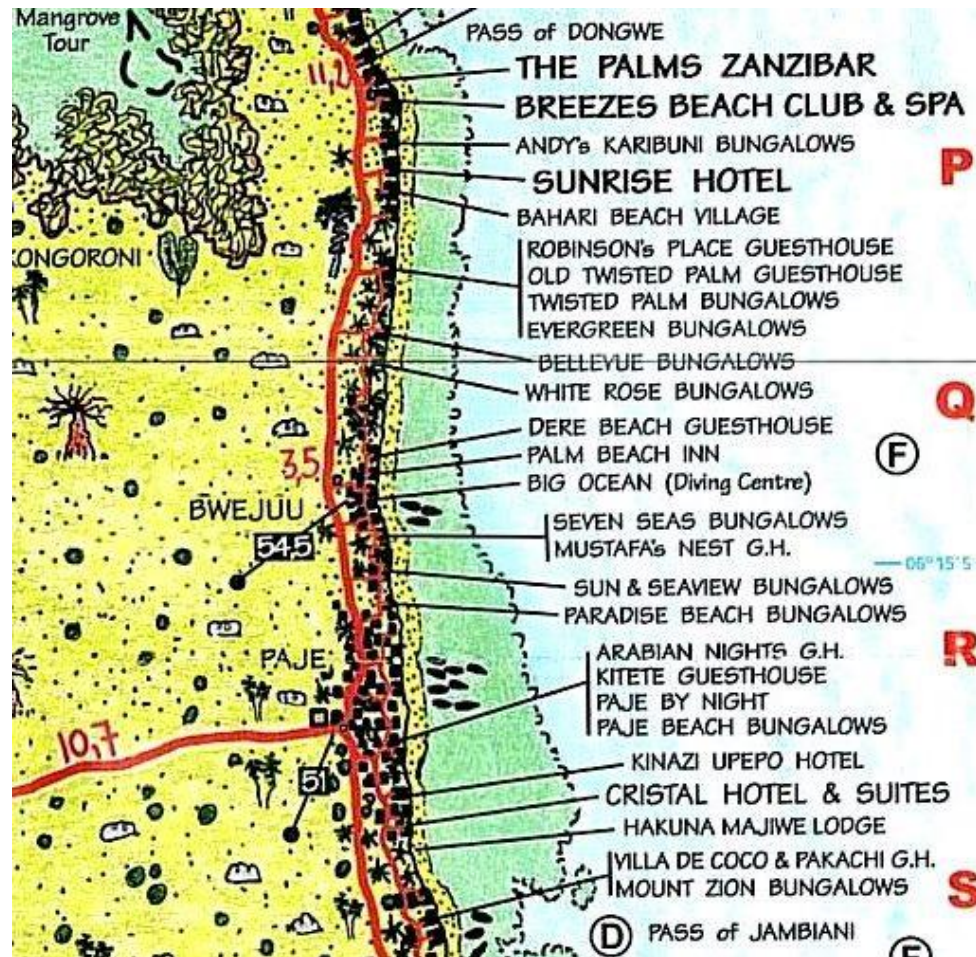 Mangrove
Tour
PASS of DONGWE
11,2
THE PALMS ZANZIBAR
BREEZES BEACH CLUB & SPA
ANDY's KARIBUNI BUNGALOWS
P
SUNRISE HOTEL
BAHARI BEACH VILLAGE
ROBINSON's PLACE GUESTHOUSE
ONGORONI
OLD TWISTED PALM GUESTHOUSE
TWISTED PALM BUNGALOWS
EVERGREEN BUNGALOWS
BELLEVUE BUNGALOWS
WHITE ROSE BUNGALOWS
Q
DERE BEACH GUESTHOUSE
3,5
PALM BEACH INN
F
BIG OCEAN (Diving Centre)
BWEJUU
SEVEN SEAS BUNGALOWS
54,5
MUSTAFA's NEST G.H.
06°15'S
SUN & SEAVIEW BUNGALOWS
PARADISE BEACH BUNGALOWS
PAJE
ARABIAN NIGHTS G.H.
R
KITETE GUESTHOUSE
PAJE BY NIGHT
PAJE BEACH BUNGALOWS
10,7
KINAZI UPEPO HOTEL
51
CRISTAL HOTEL & SUITES
HAKUNA MAJIWE LODGE
VILLA DE COCO & PAKACHI G.H.
MOUNT ZION BUNGALOWS
S
D
PASS of JAMBIANI